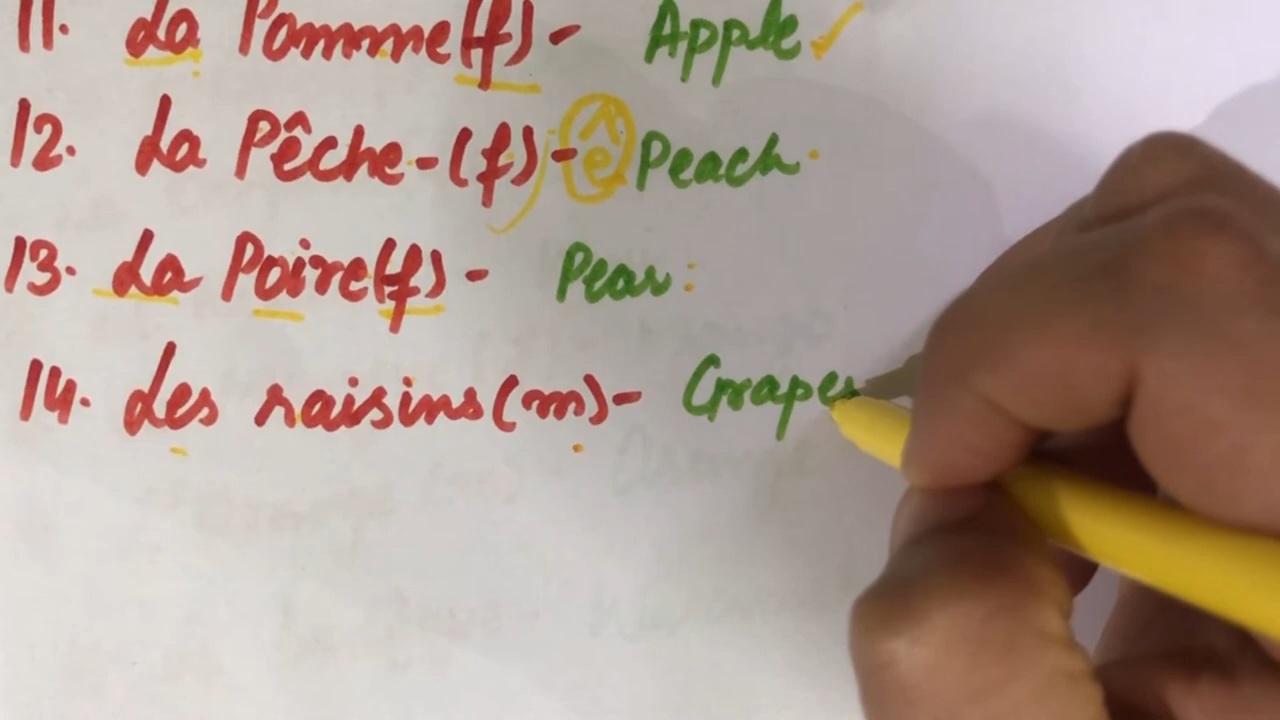 11. La Pomme(f)- Apple ✓
12. La Pêche-(f)- ê Peach
13. La Poire(f)- Pear
14. Les raisins(m)- Grapes